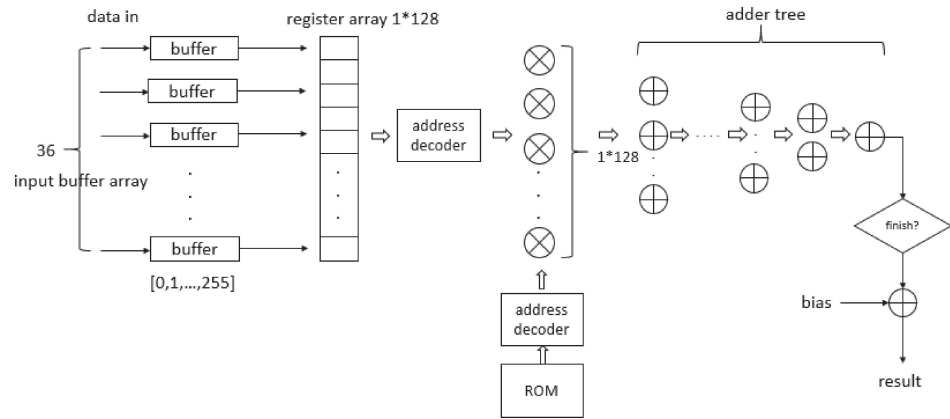 adder tree
data in
register array 1*128
buffer
buffer
buffer
36
input buffer array
buffer
[0,1,...,255]
address
decoder
1*128
address
decoder
ROM
finish?
bias
result